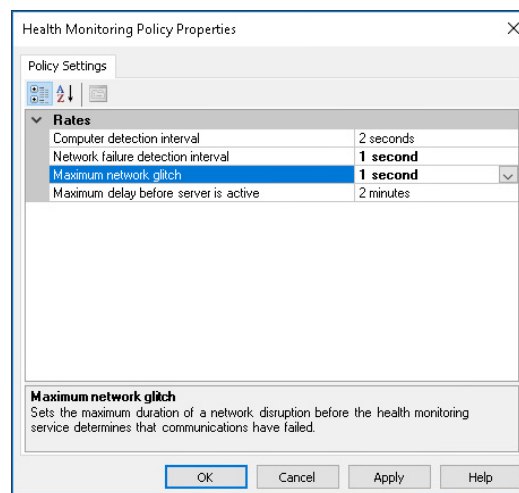 Health Monitoring Policy Properties
Policy Settings
Rates
Computer detection interval 2 seconds
Network failure detection interval 1 second
Maximum network glitch 1 second
Maximum delay before server is active 2 minutes
Maximum network glitch
Sets the maximum duration of a network disruption before the health monitoring
service determines that communications have failed.
OK Cancel Apply Help